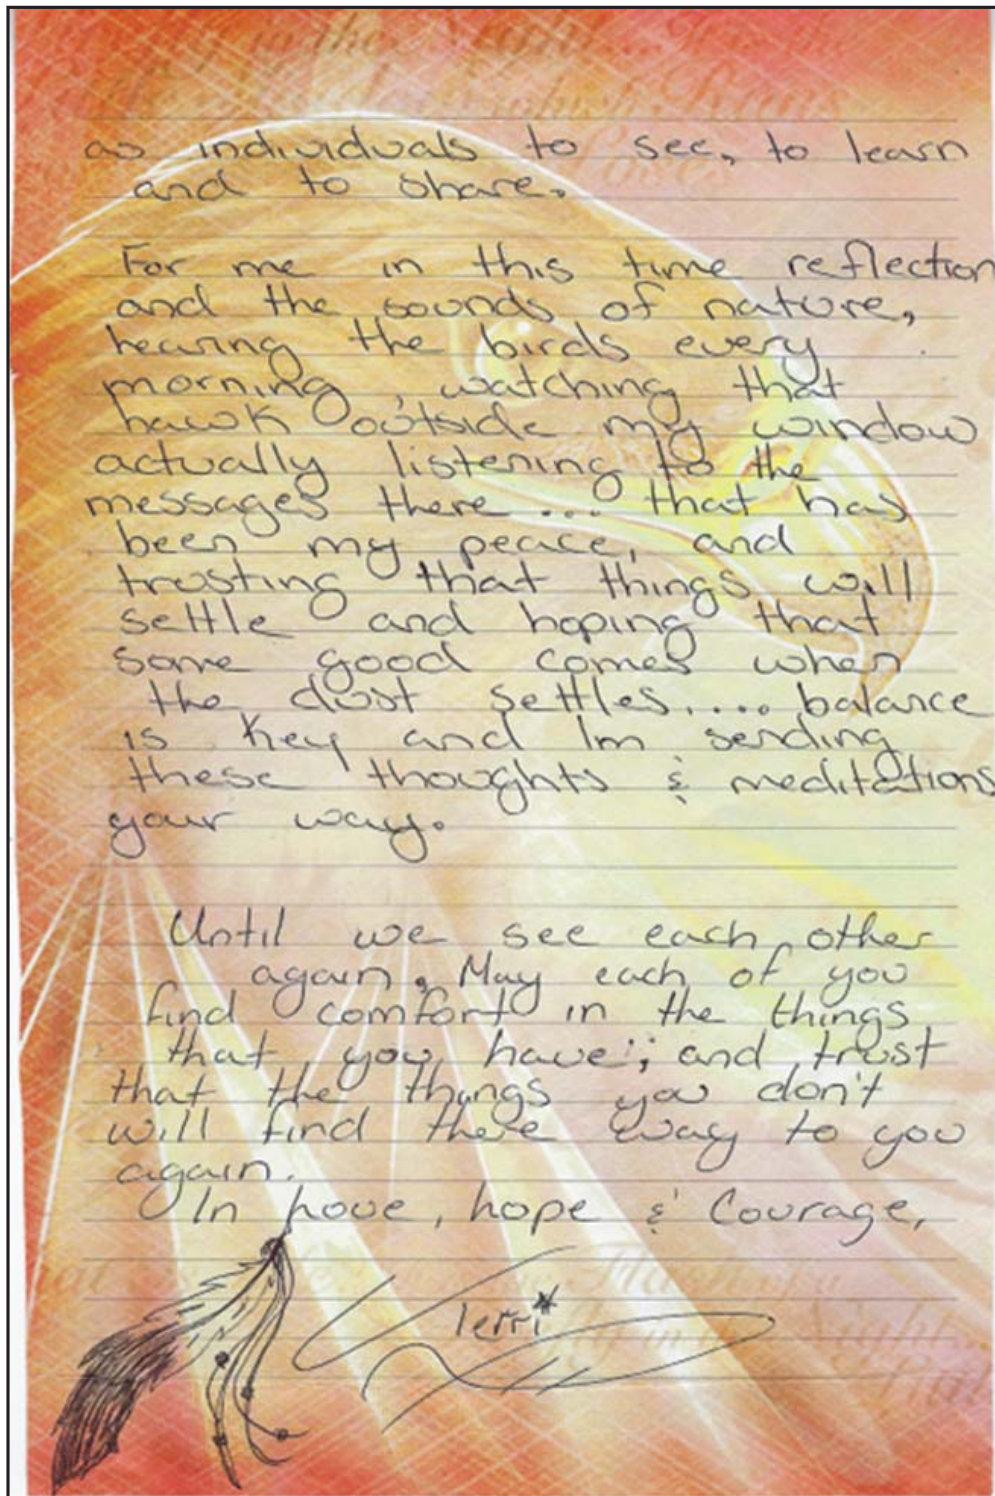 as individuals to see, to learn
and to share.
For me in this time reflection
and the sounds of nature,
hearing the birds every
morning, watching that
hawk outside my window
actually listening to the
messages there ... that has
been my peace, and
trusting that things will
settle and hoping that
some good comes when
the dust settles.... balance
is key and Im sending
these thoughts & meditations
your way.
Until we see each other
again. May each of you
find comfort in the things
that you have; and trust
that the things you don't
will find there way to you
again.
In love, hope & Courage,
Terri